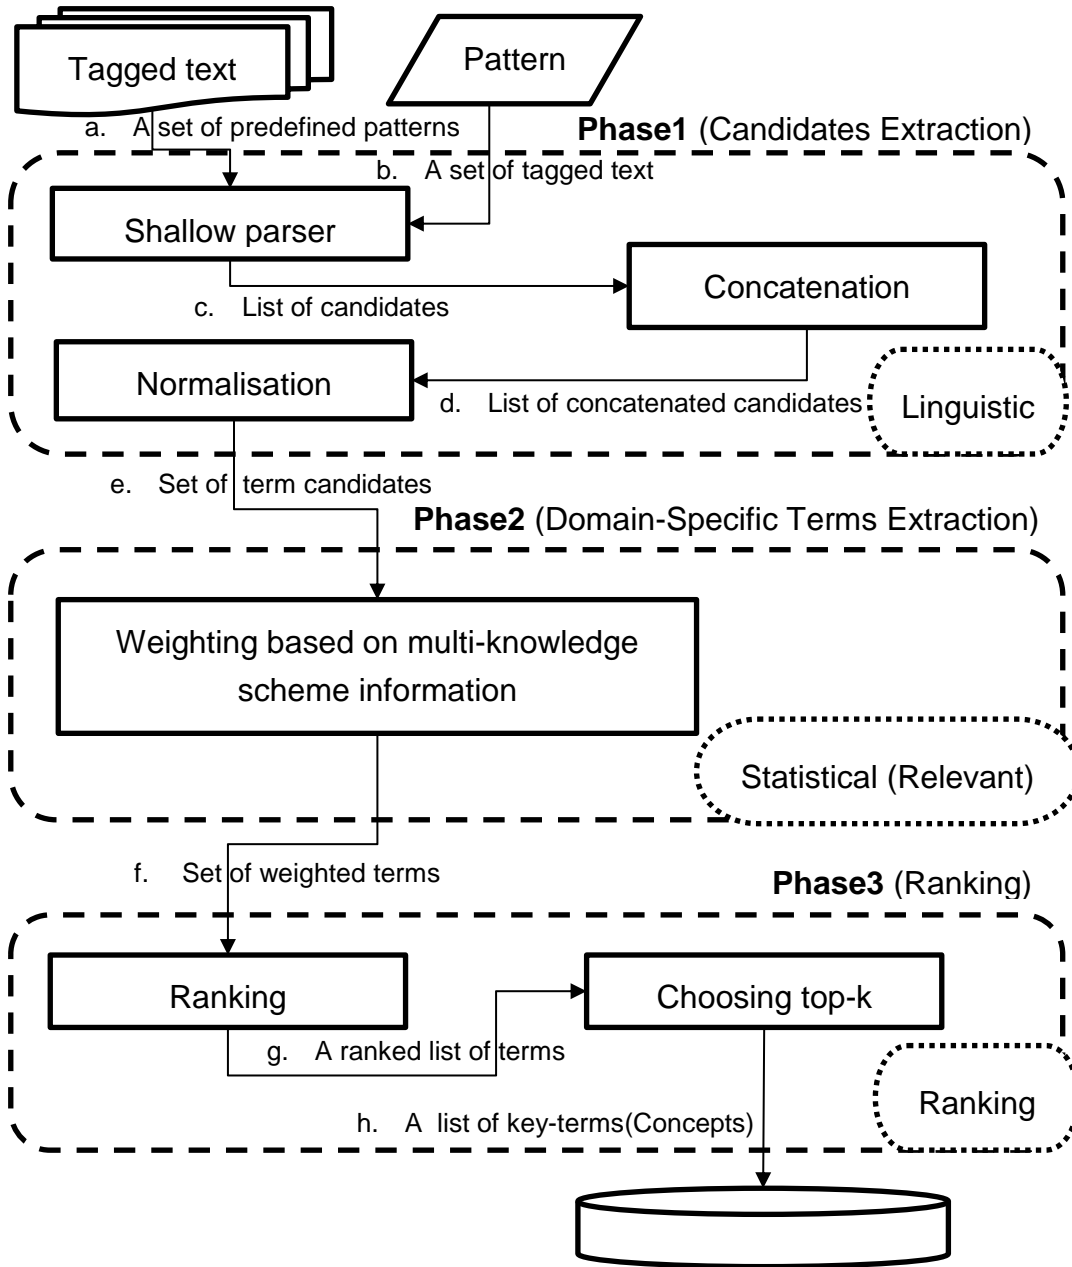 Tagged text
Pattern
a. A set of predefined patterns
Phase1 (Candidates Extraction)
b. A set of tagged text
Shallow parser
Concatenation
c. List of candidates
Normalisation
d. List of concatenated candidates
Linguistic
e. Set of term candidates
Phase2 (Domain-Specific Terms Extraction)
Weighting based on multi-knowledge
scheme information
Statistical (Relevant)
f. Set of weighted terms
Phase3 (Ranking)
Ranking
Choosing top-k
g. A ranked list of terms
Ranking
h. A list of key-terms(Concepts)